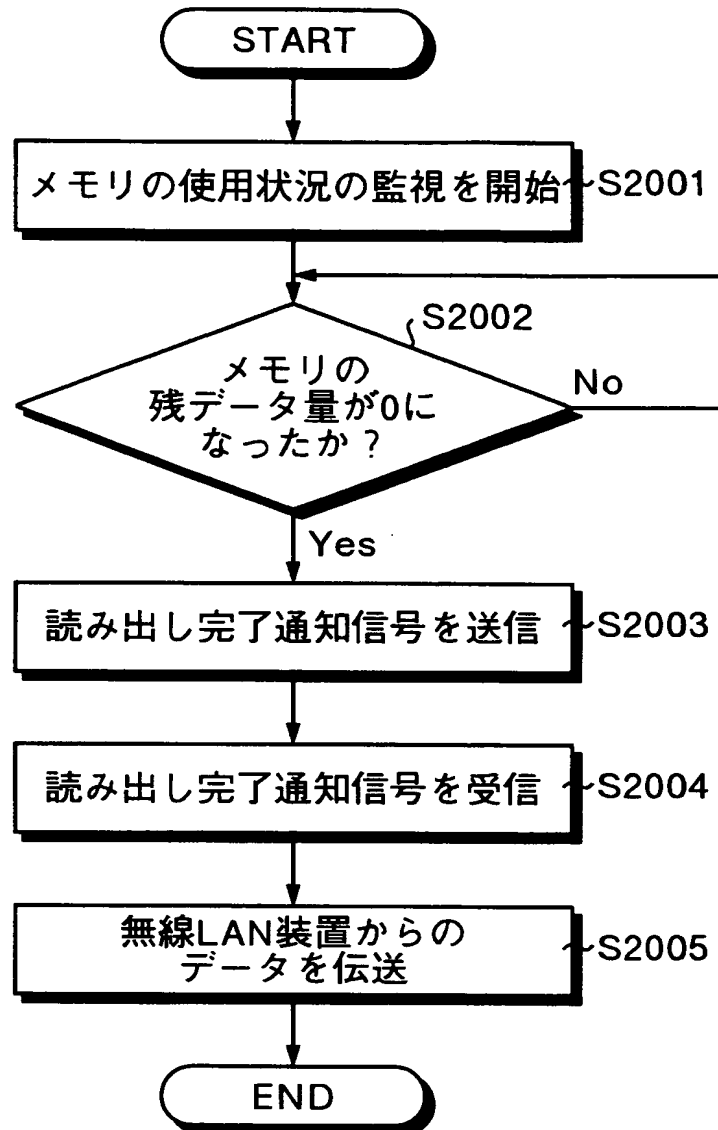 START
メモリの使用状況の監視を開始
S2001
S2002
メモリの
残データ量が0に
なったか？
No
Yes
読み出し完了通知信号を送信
S2003
読み出し完了通知信号を受信
S2004
無線LAN装置からの
データを伝送
S2005
END